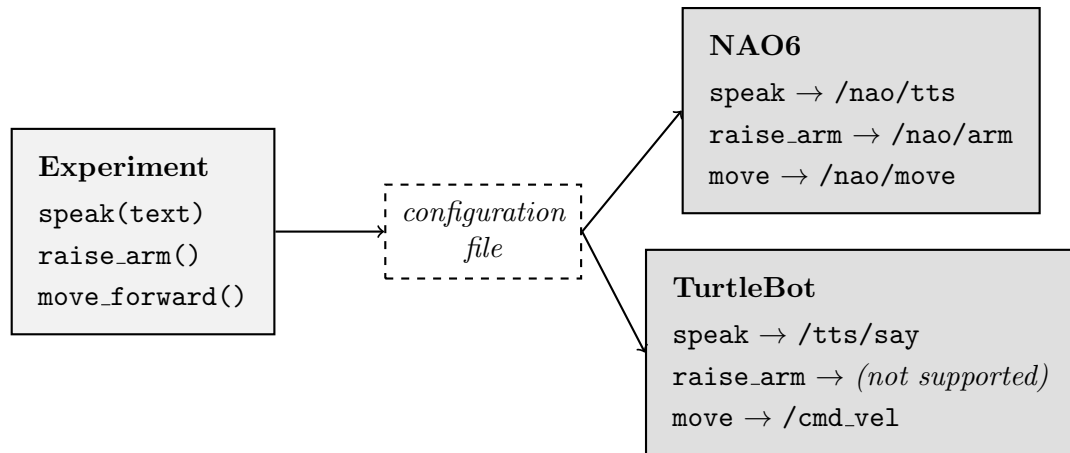 Experiment
speak(text)
raise_arm()
move_forward()
configuration
file
NAO6
speak → /nao/tts
raise_arm → /nao/arm
move → /nao/move
TurtleBot
speak → /tts/say
raise_arm → (not supported)
move → /cmd_vel